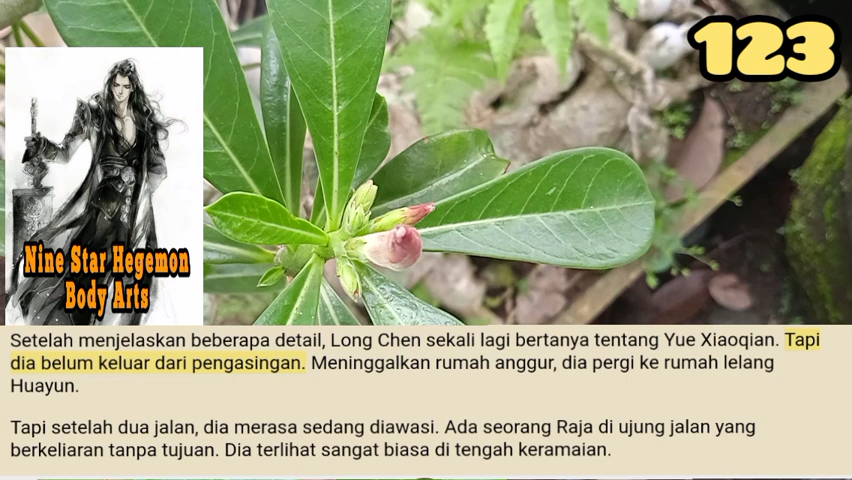 123
Nine Star Hegemon
Body Arts
Setelah menjelaskan beberapa detail, Long Chen sekali lagi bertanya tentang Yue Xiaoqian. Tapi
dia belum keluar dari pengasingan. Meninggalkan rumah anggur, dia pergi ke rumah lelang
Huayun.
Tapi setelah dua jalan, dia merasa sedang diawasi. Ada seorang Raja di ujung jalan yang
berkeliaran tanpa tujuan. Dia terlihat sangat biasa di tengah keramaian.